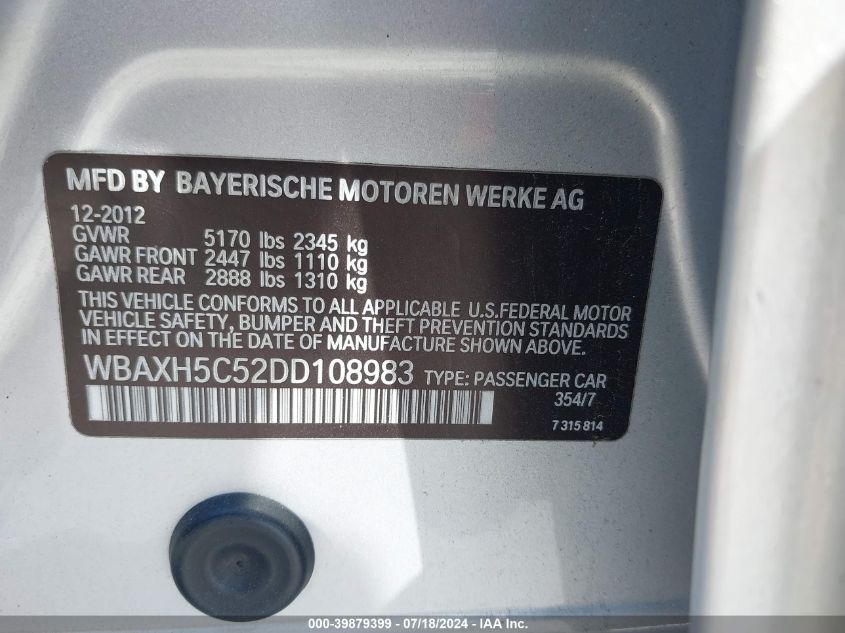 MFD BY BAYERISCHE MOTOREN WERKE AG
12-2012
GVWR 5170 lbs 2345 kg
GAWR FRONT 2447 lbs 1110 kg
GAWR REAR 2888 lbs 1310 kg
THIS VEHICLE CONFORMS TO ALL APPLICABLE U.S.FEDERAL MOTOR
VEHICLE SAFETY, BUMPER AND THEFT PREVENTION STANDARDS
IN EFFECT ON THE DATE OF MANUFACTURE SHOWN ABOVE.
WBAXH5C52DD108983 TYPE: PASSENGER CAR
354/7
7 315 814
000-39879399 - 07/18/2024 - IAAI Inc.